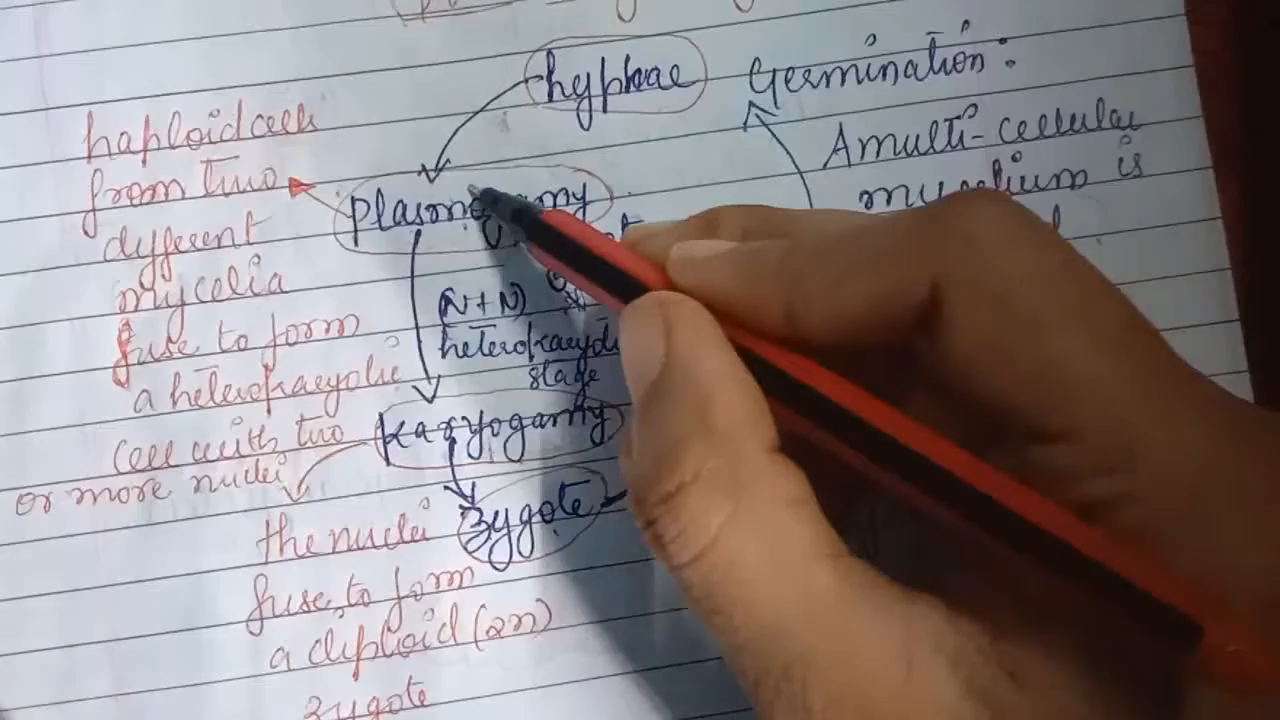 hyphae
Germination:
A multi-cellular
mycelium is
haploid cells
from two
different
mycelia
fuse to form
a heterokaryotic
cell with two
or more nuclei
plasmogamy
(N+N)
stage
karyogamy
zygote
the nuclei
fuse to form
a diploid (2n)
zygote